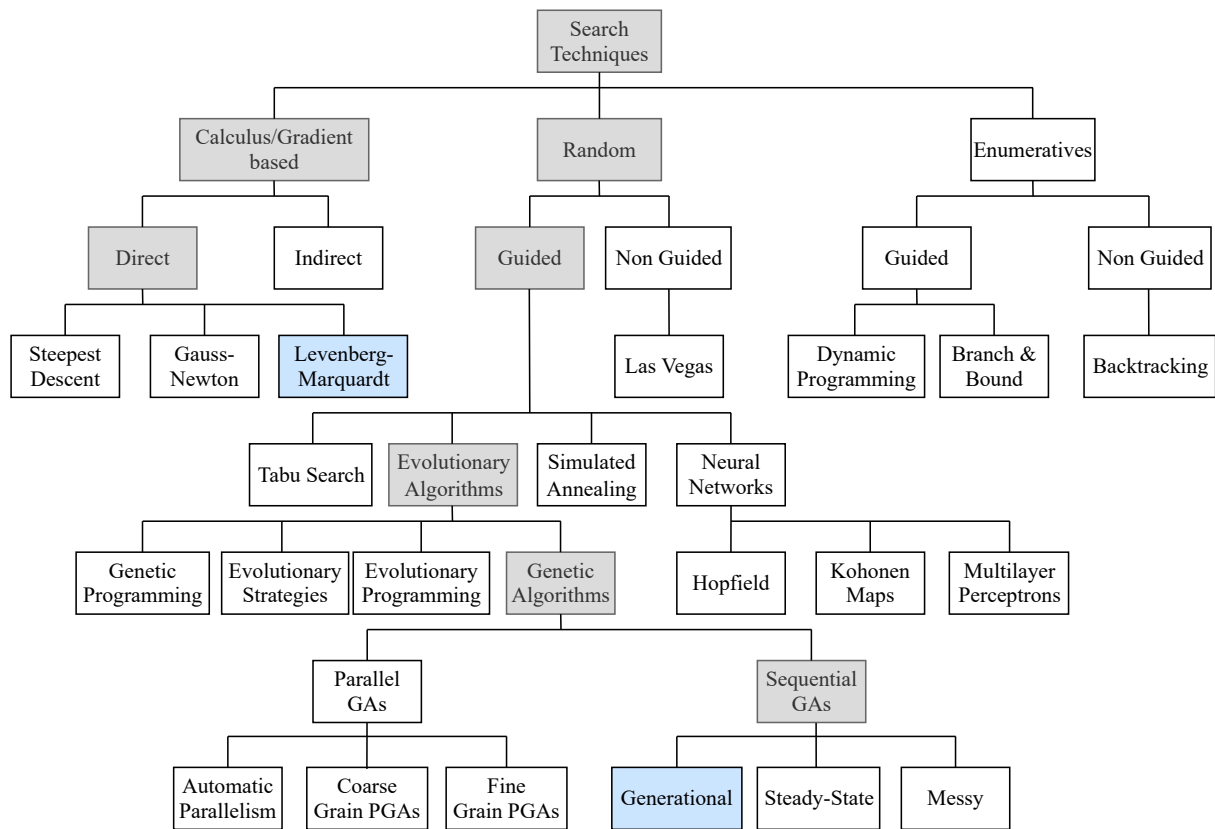 Search
Techniques
Calculus/Gradient
based
Random
Enumeratives
Direct
Indirect
Guided
Non Guided
Guided
Non Guided
Steepest
Descent
Gauss-
Newton
Levenberg-
Marquardt
Las Vegas
Dynamic
Programming
Branch &
Bound
Backtracking
Tabu Search
Evolutionary
Algorithms
Simulated
Annealing
Neural
Networks
Genetic
Programming
Evolutionary
Strategies
Evolutionary
Programming
Genetic
Algorithms
Hopfield
Kohonen
Maps
Multilayer
Perceptrons
Parallel
GAs
Sequential
GAs
Automatic
Parallelism
Coarse
Grain PGAs
Fine
Grain PGAs
Generational
Steady-State
Messy